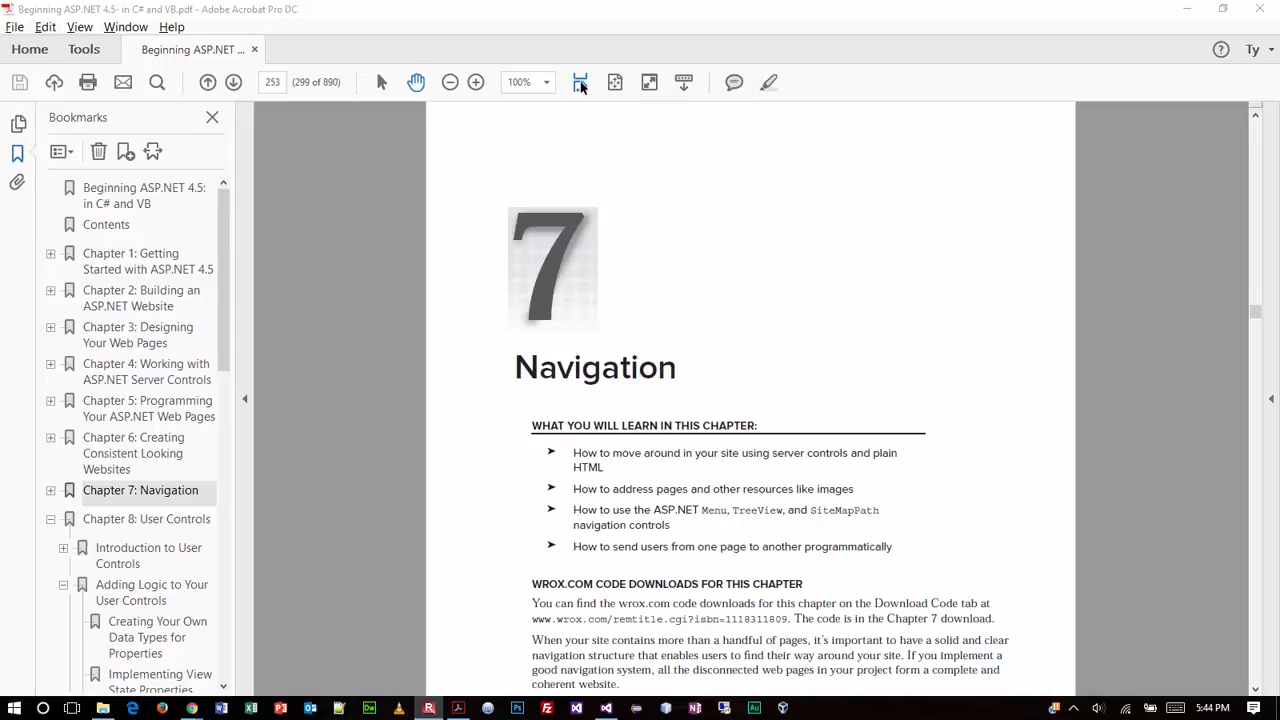 Beginning ASP.NET 4.5- in C# and VB.pdf - Adobe Acrobat Pro DC
File Edit View Window Help
Home Tools Beginning ASP.NET ... ×
Ty
253 (299 of 890) 100%
Bookmarks
Beginning ASP.NET 4.5:
in C# and VB
Contents
Chapter 1: Getting
Started with ASP.NET 4.5
Chapter 2: Building an
ASP.NET Website
Chapter 3: Designing
Your Web Pages
Chapter 4: Working with
ASP.NET Server Controls
Chapter 5: Programming
Your ASP.NET Web Pages
Chapter 6: Creating
Consistent Looking
Websites
Chapter 7: Navigation
Chapter 8: User Controls
Introduction to User
Controls
Adding Logic to Your
User Controls
Creating Your Own
Data Types for
Properties
Implementing View
State Properties
7
Navigation
WHAT YOU WILL LEARN IN THIS CHAPTER:
➤ How to move around in your site using server controls and plain
HTML
➤ How to address pages and other resources like images
➤ How to use the ASP.NET Menu, TreeView, and SiteMapPath
navigation controls
➤ How to send users from one page to another programmatically
WROX.COM CODE DOWNLOADS FOR THIS CHAPTER
You can find the wrox.com code downloads for this chapter on the Download Code tab at
www.wrox.com/remtitle.cgi?isbn=1118311809. The code is in the Chapter 7 download.
When your site contains more than a handful of pages, it's important to have a solid and clear
navigation structure that enables users to find their way around your site. If you implement a
good navigation system, all the disconnected web pages in your project form a complete and
coherent website.
5:44 PM